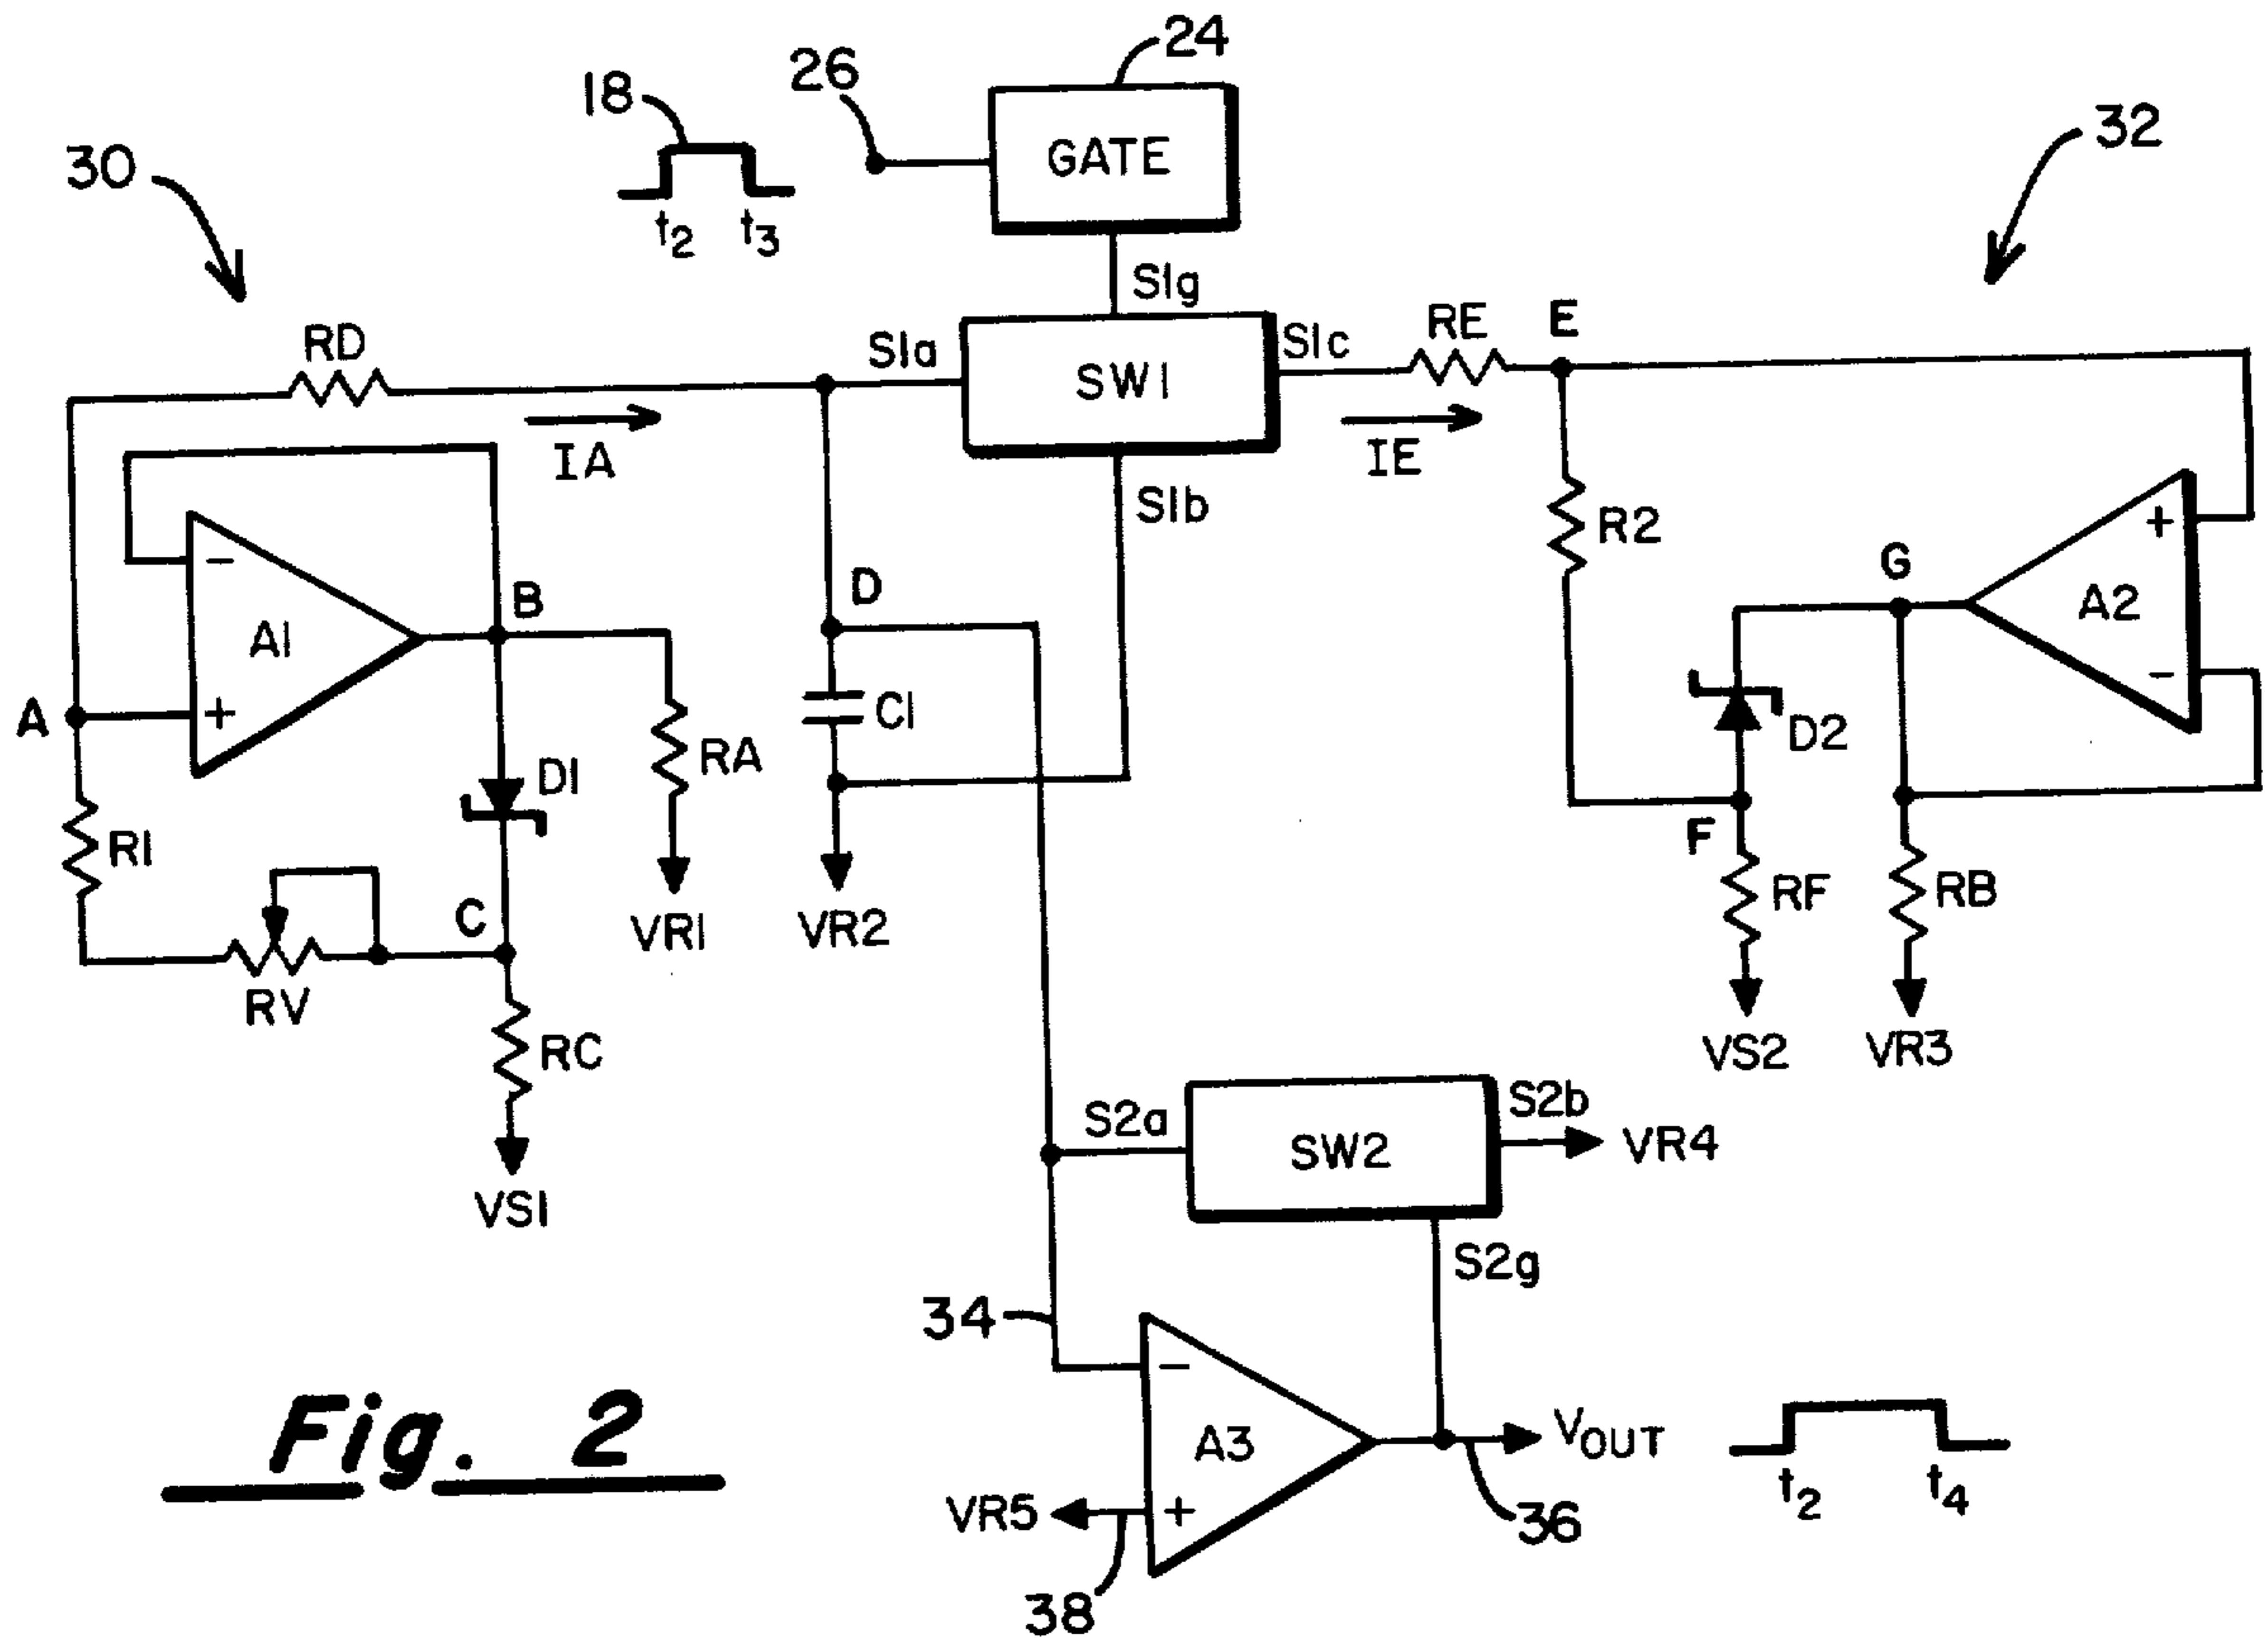 24
26
18
GATE
32
30
t2
t3
S1g
RD
S1a
SW1
S1c
RE
E
IA
IE
S1b
R2
+
-
A1
B
D
G
A2
A
+
-
C1
D2
D1
RA
R1
F
RF
RB
C
VR1
VR2
RV
RC
VS2
VR3
VS1
S2a
SW2
S2b
VR4
S2g
34
-
A3
VOUT
t2
t4
VR5
+
36
38
Fig. 2